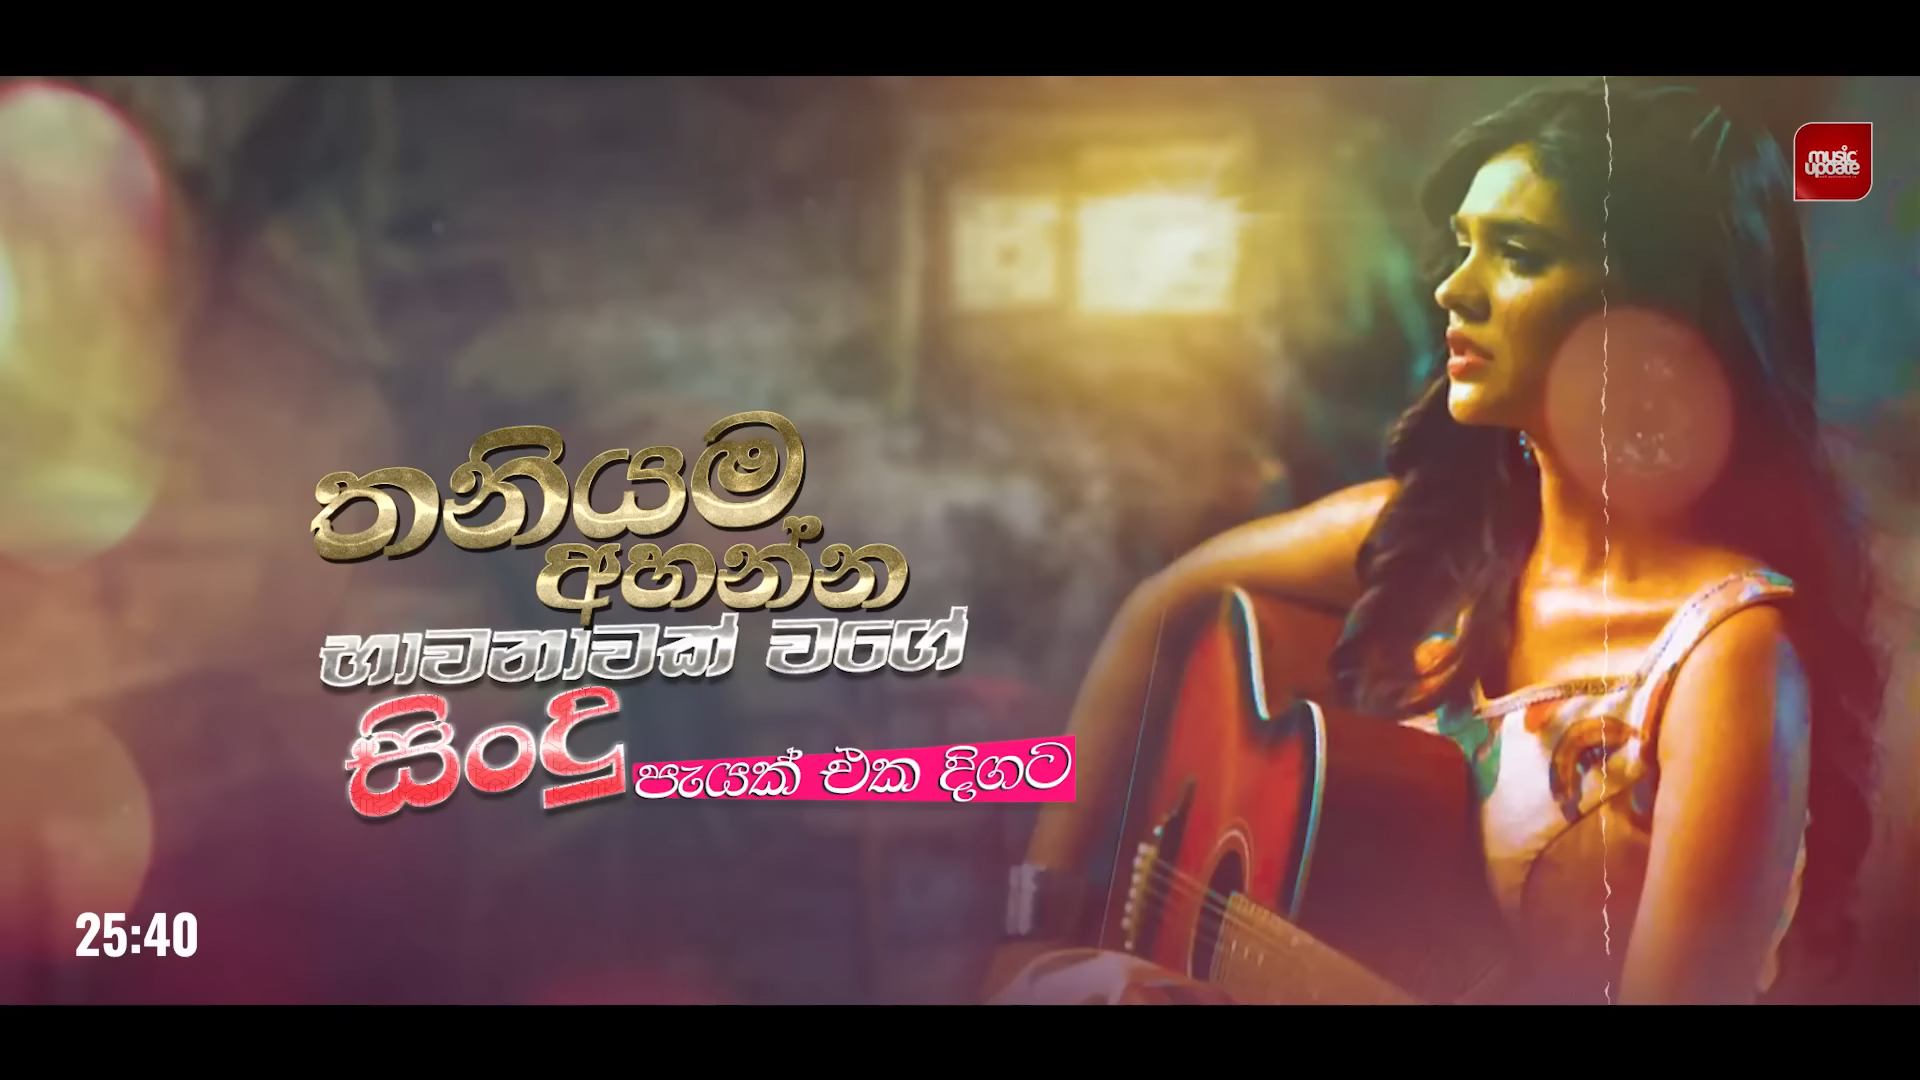 music
update
තනියම
අහන්න
භාවනාවක් වගේ
සිංදු පැයක් එක දිගට
25:40